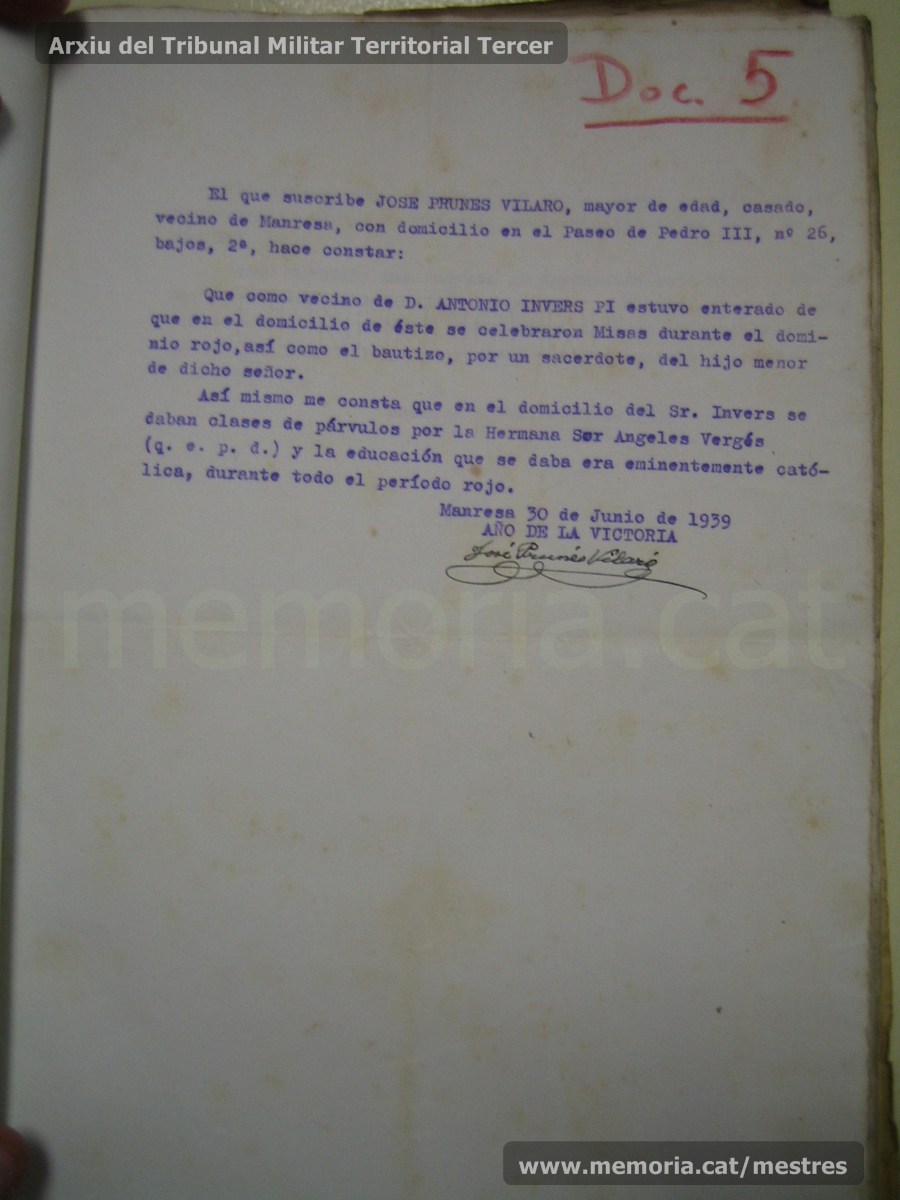 Arxiu del Tribunal Militar Territorial Tercer
Doc. 5
El que suscribe JOSE PRUNES VILARO, mayor de edad, casado,
vecino de Manresa, con domicilio en el Paseo de Pedro III, nº 26,
bajos, 2ª, hace constar:
Que como vecino de D. ANTONIO INVERS PI estuvo enterado de
que en el domicilio de éste se celebraron Misas durante el domi-
nio rojo,así como el bautizo, por un sacerdote, del hijo menor
de dicho señor.
Así mismo me consta que en el domicilio del Sr. Invers se
daban clases de párvulos por la Hermana Sor Angeles Vergés
(q. e. p. d.) y la educación que se daba era eminentemente cató-
lica, durante todo el período rojo.
Manresa 30 de Junio de 1939
AÑO DE LA VICTORIA
José Prunés Vilaró
memoria.cat
www.memoria.cat/mestres